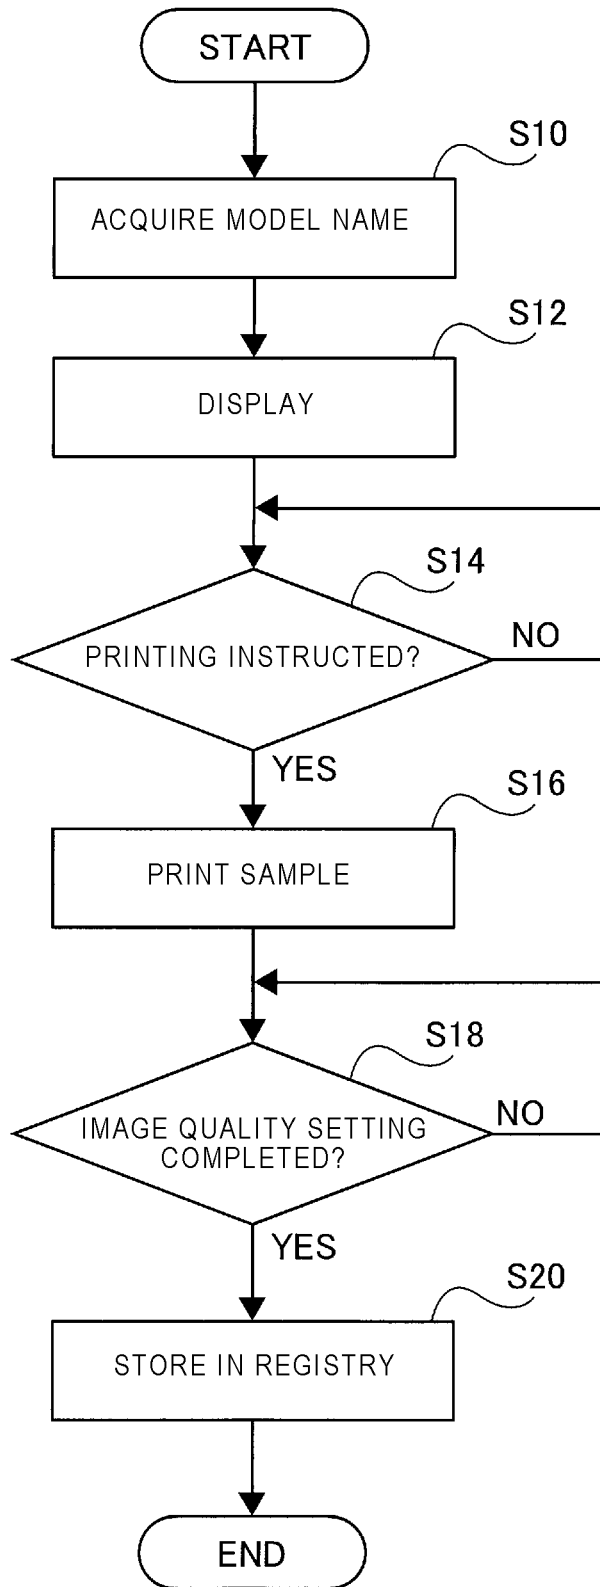 START
S10
ACQUIRE MODEL NAME
S12
DISPLAY
S14
PRINTING INSTRUCTED?
NO
YES
S16
PRINT SAMPLE
S18
IMAGE QUALITY SETTING
COMPLETED?
NO
YES
S20
STORE IN REGISTRY
END